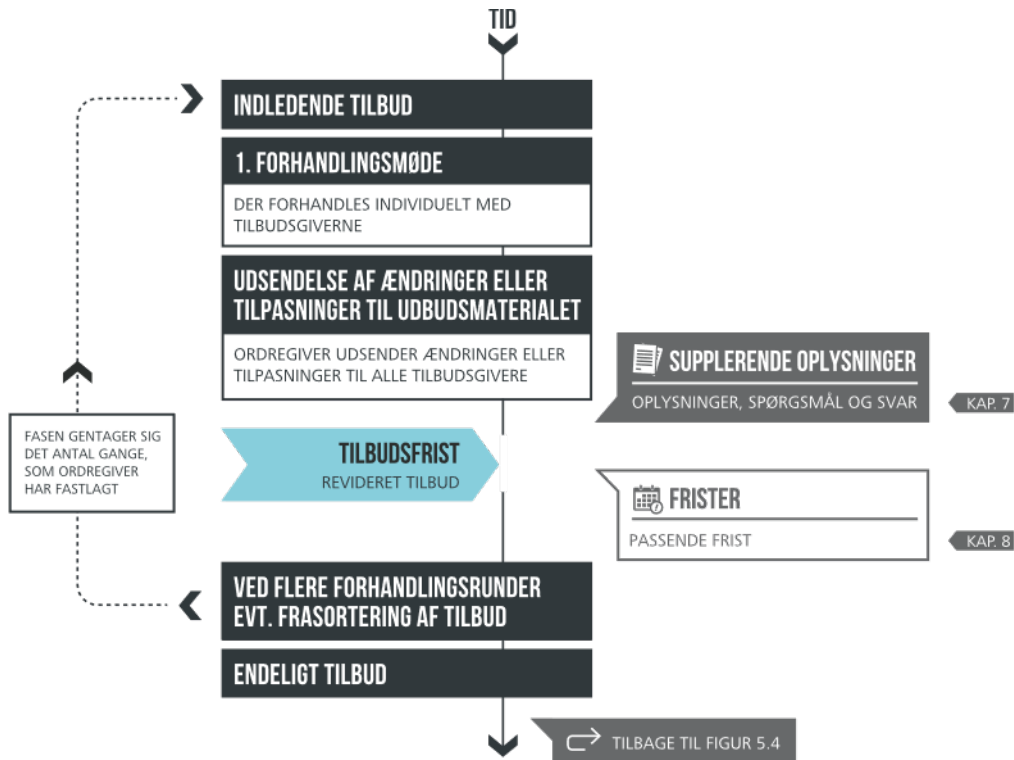 TID
INDLEDENDE TILBUD
1. FORHANDLINGSMØDE
DER FORHANDLES INDIVIDUELT MED
TILBUDSGIVERNE
UDSENDELSE AF ÆNDRINGER ELLER
TILPASNINGER TIL UDBUDSMATERIALET
ORDREGIVER UDSENDER ÆNDRINGER ELLER
TILPASNINGER TIL ALLE TILBUDSGIVERE
SUPPLERENDE OPLYSNINGER
OPLYSNINGER, SPØRGSMÅL OG SVAR
KAP. 7
FASEN GENTAGER SIG
DET ANTAL GANGE,
SOM ORDREGIVER
HAR FASTLAGT
TILBUDSFRIST
REVIDERET TILBUD
FRISTER
PASSENDE FRIST
KAP. 8
VED FLERE FORHANDLINGSRUNDER
EVT. FRASORTERING AF TILBUD
ENDELIGT TILBUD
TILBAGE TIL FIGUR 5.4